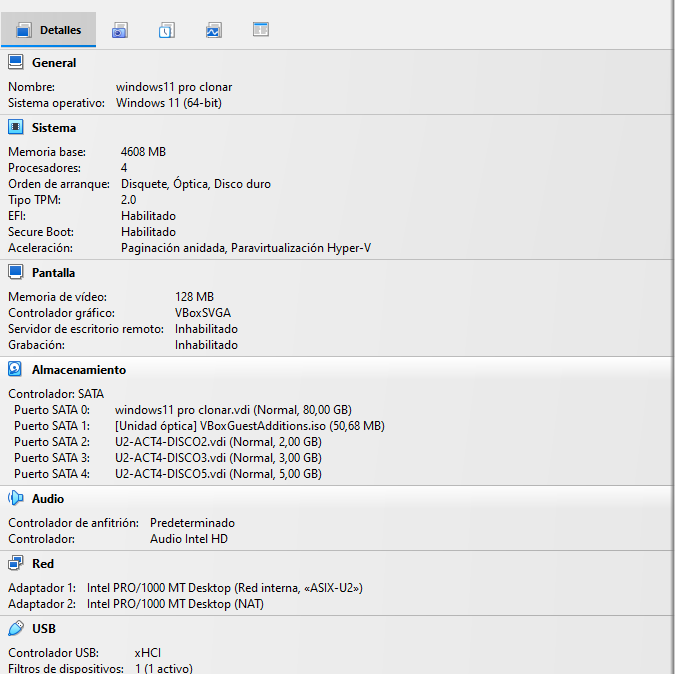 Detalles
General
Nombre: windows11 pro clonar
Sistema operativo: Windows 11 (64-bit)
Sistema
Memoria base: 4608 MB
Procesadores: 4
Orden de arranque: Disquete, Óptica, Disco duro
Tipo TPM: 2.0
EFI: Habilitado
Secure Boot: Habilitado
Aceleración: Paginación anidada, Paravirtualización Hyper-V
Pantalla
Memoria de vídeo: 128 MB
Controlador gráfico: VBoxSVGA
Servidor de escritorio remoto: Inhabilitado
Grabación: Inhabilitado
Almacenamiento
Controlador: SATA
Puerto SATA 0: windows11 pro clonar.vdi (Normal, 80,00 GB)
Puerto SATA 1: [Unidad óptica] VBoxGuestAdditions.iso (50,68 MB)
Puerto SATA 2: U2-ACT4-DISCO2.vdi (Normal, 2,00 GB)
Puerto SATA 3: U2-ACT4-DISCO3.vdi (Normal, 3,00 GB)
Puerto SATA 4: U2-ACT4-DISCO5.vdi (Normal, 5,00 GB)
Audio
Controlador de anfitrión: Predeterminado
Controlador: Audio Intel HD
Red
Adaptador 1: Intel PRO/1000 MT Desktop (Red interna, «ASIX-U2»)
Adaptador 2: Intel PRO/1000 MT Desktop (NAT)
USB
Controlador USB: xHCI
Filtros de dispositivos: 1 (1 activo)